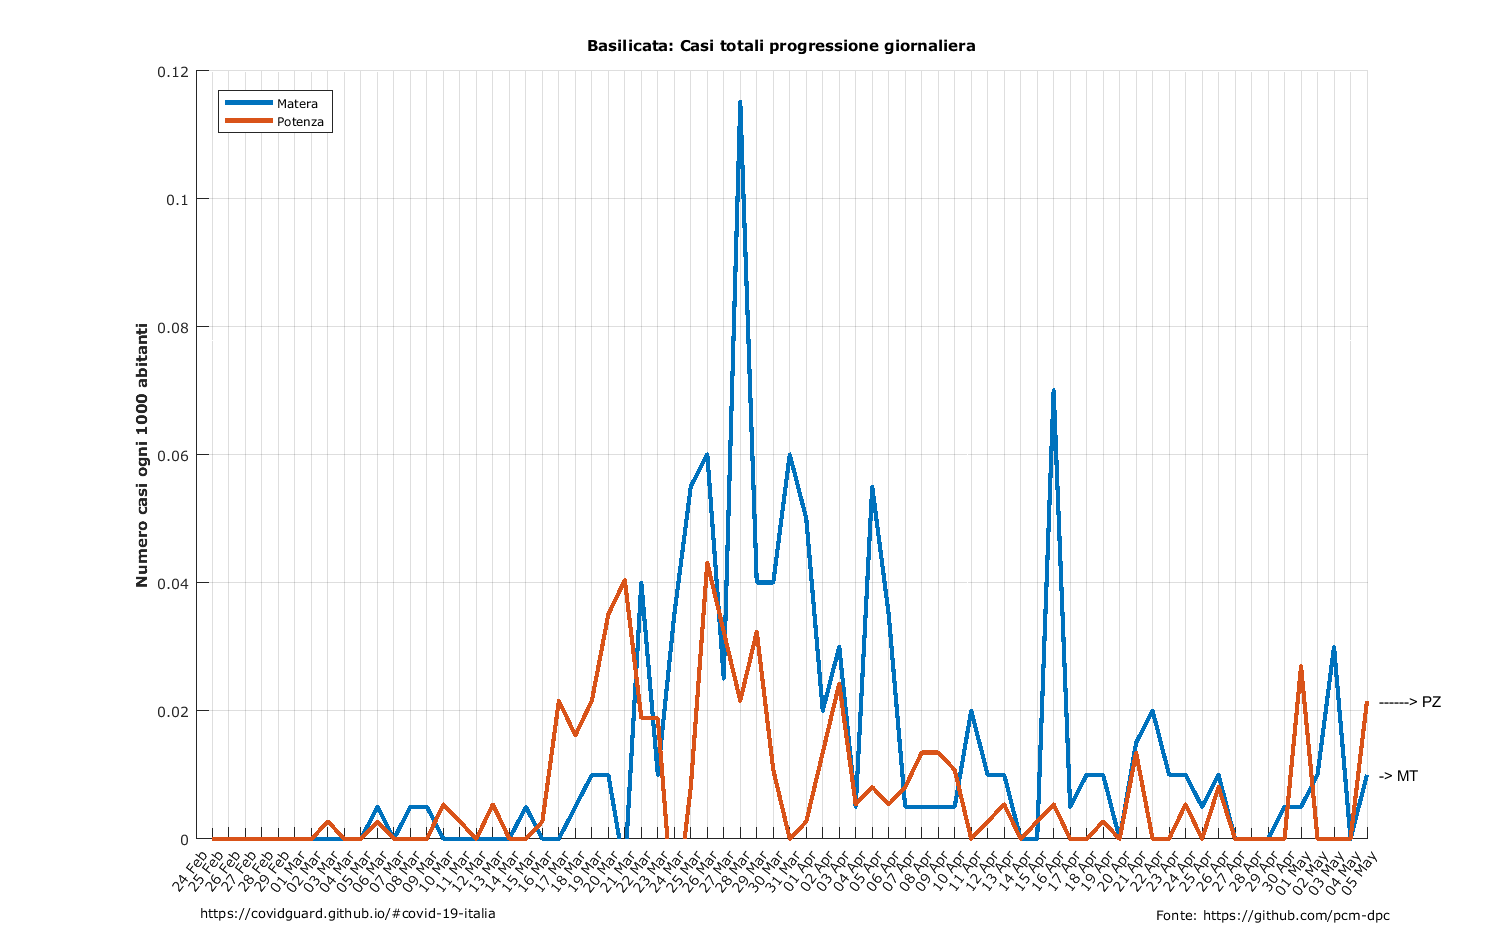 Basilicata: Casi totali progressione giornaliera
Matera
Potenza
0.12
0.1
0.08
0.06
0.04
0.02
0
Numero casi ogni 1000 abitanti
------> PZ
-> MT
24 Feb
25 Feb
26 Feb
27 Feb
28 Feb
29 Feb
01 Mar
02 Mar
03 Mar
04 Mar
05 Mar
06 Mar
07 Mar
08 Mar
09 Mar
10 Mar
11 Mar
12 Mar
13 Mar
14 Mar
15 Mar
16 Mar
17 Mar
18 Mar
19 Mar
20 Mar
21 Mar
22 Mar
23 Mar
24 Mar
25 Mar
26 Mar
27 Mar
28 Mar
29 Mar
30 Mar
31 Mar
01 Apr
02 Apr
03 Apr
04 Apr
05 Apr
06 Apr
07 Apr
08 Apr
09 Apr
10 Apr
11 Apr
12 Apr
13 Apr
14 Apr
15 Apr
16 Apr
17 Apr
18 Apr
19 Apr
20 Apr
21 Apr
22 Apr
23 Apr
24 Apr
25 Apr
26 Apr
27 Apr
28 Apr
29 Apr
30 Apr
01 May
02 May
03 May
04 May
05 May
https://covidguard.github.io/#covid-19-italia
Fonte: https://github.com/pcm-dpc